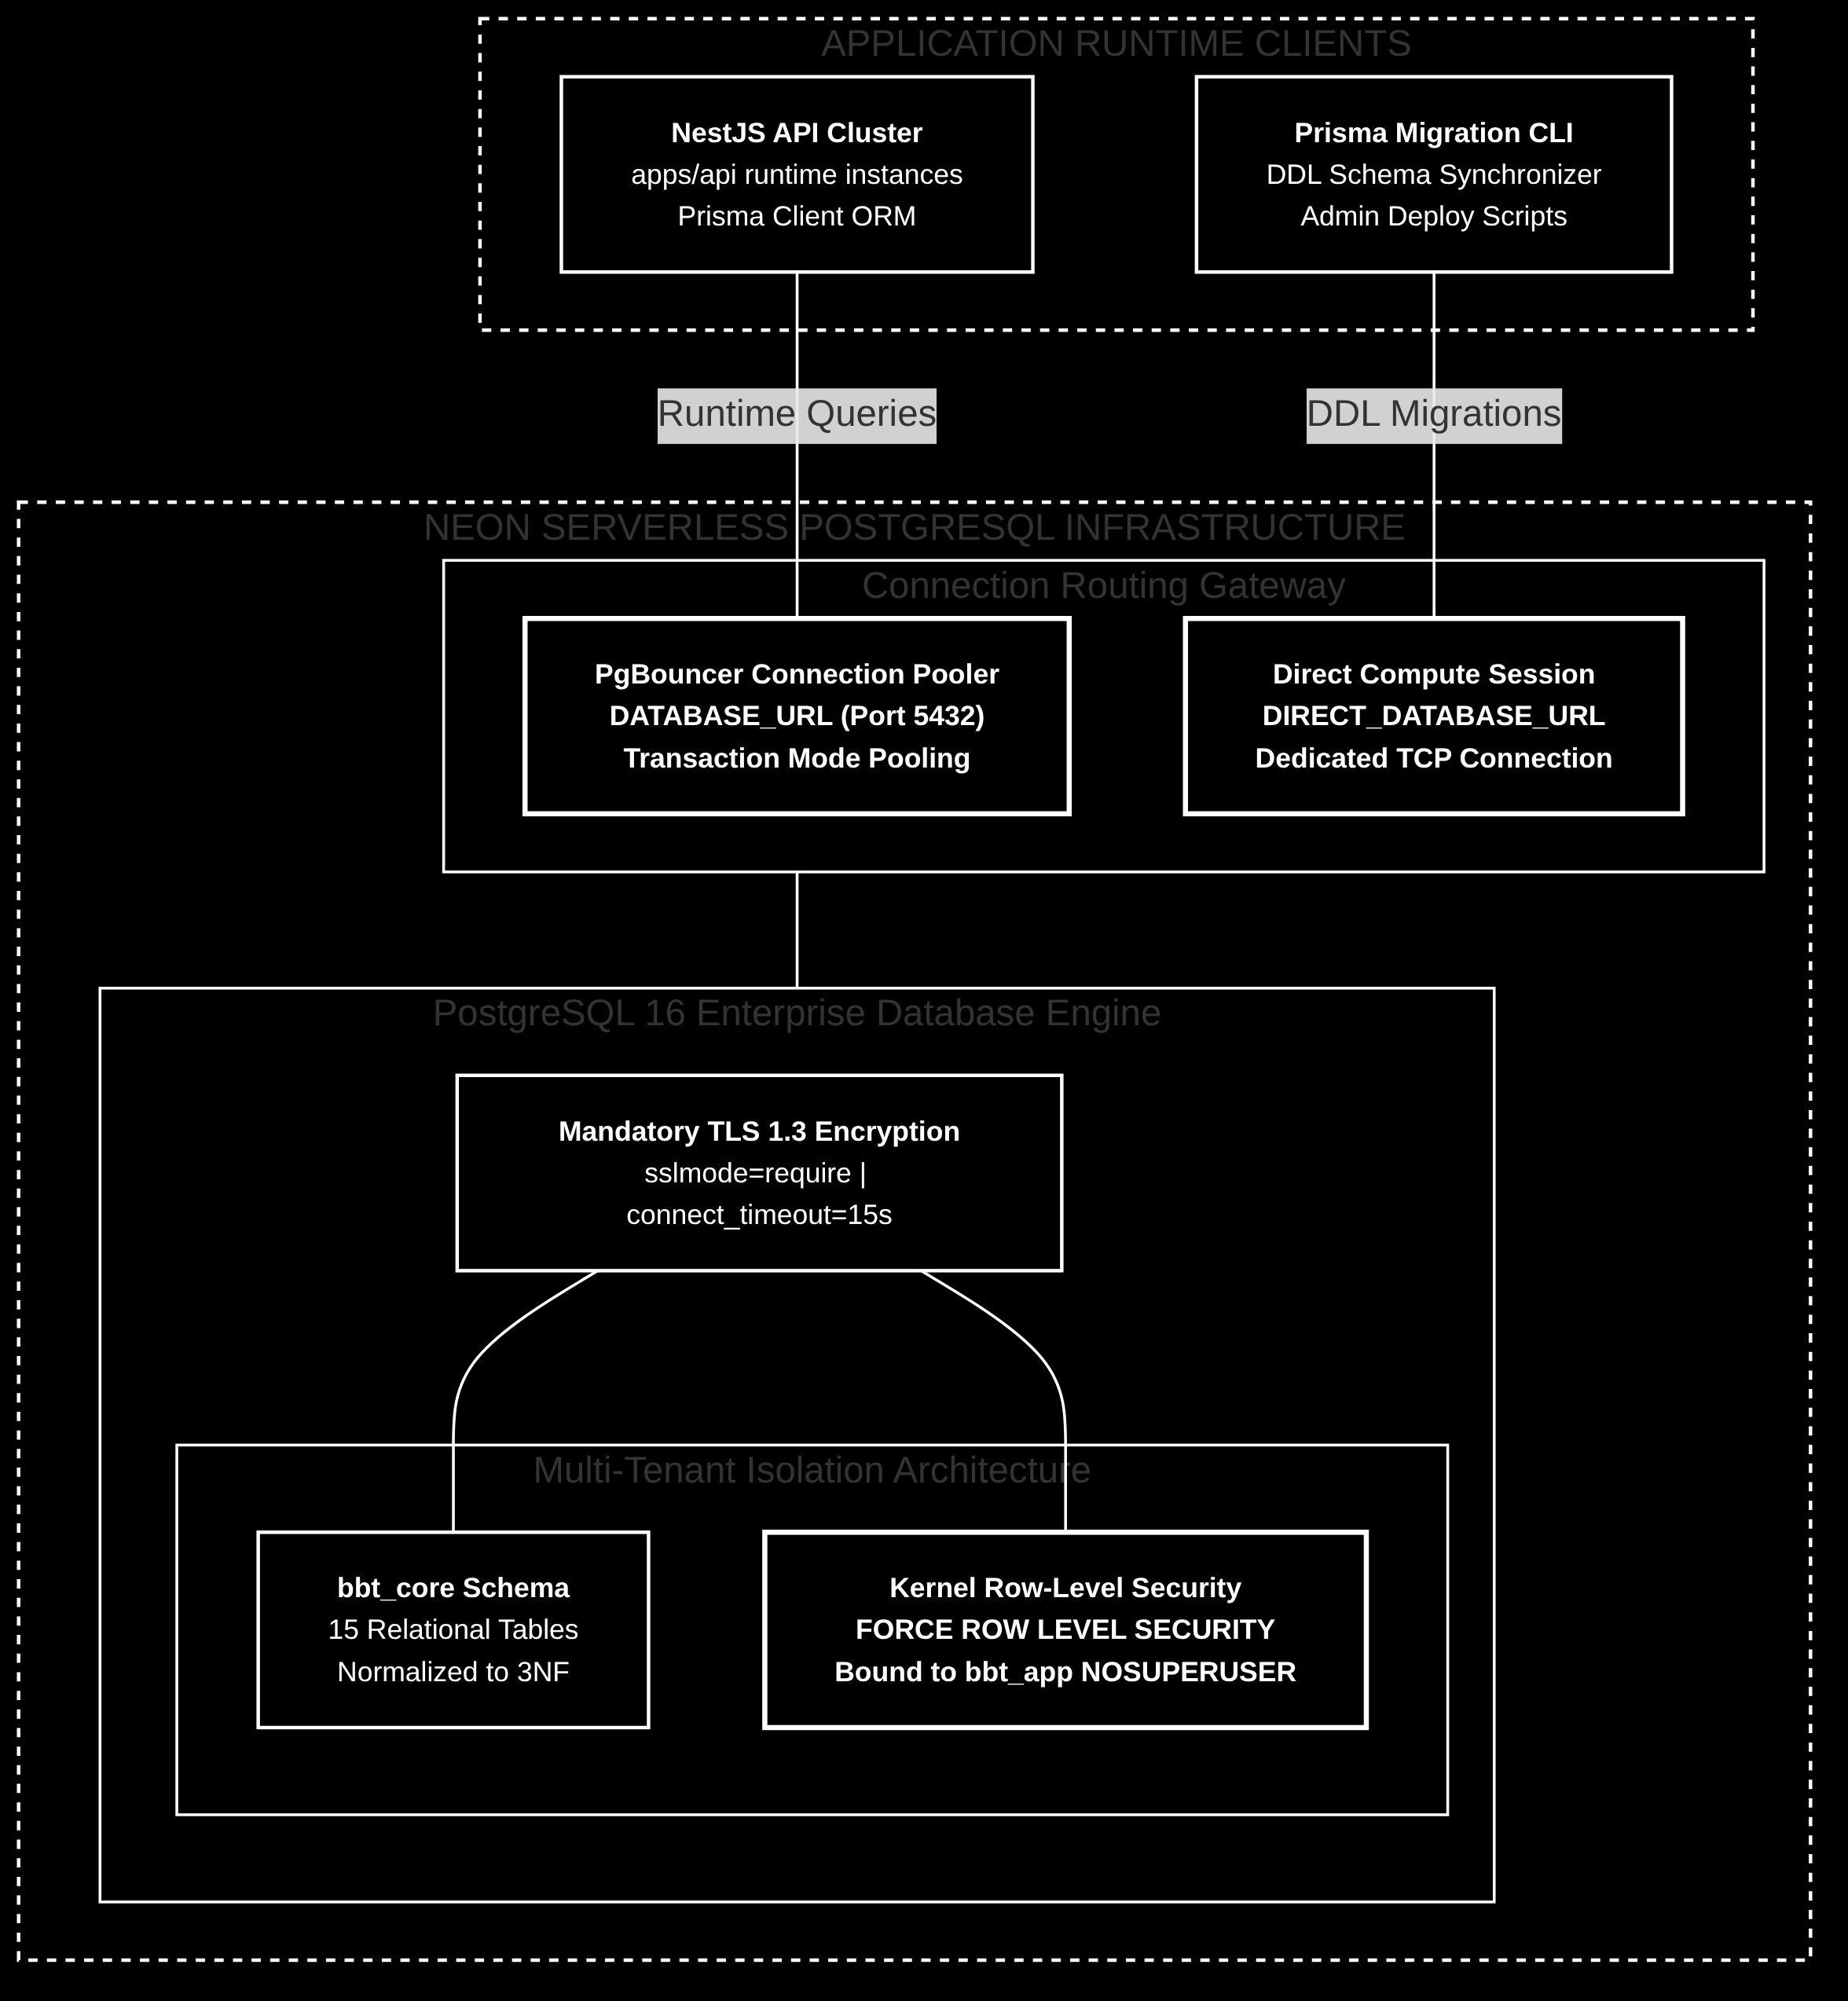 APPLICATION RUNTIME CLIENTS
NestJS API Cluster
apps/api runtime instances
Prisma Client ORM
Prisma Migration CLI
DDL Schema Synchronizer
Admin Deploy Scripts
Runtime Queries
DDL Migrations
NEON SERVERLESS POSTGRESQL INFRASTRUCTURE
Connection Routing Gateway
PgBouncer Connection Pooler
DATABASE_URL (Port 5432)
Transaction Mode Pooling
Direct Compute Session
DIRECT_DATABASE_URL
Dedicated TCP Connection
PostgreSQL 16 Enterprise Database Engine
Mandatory TLS 1.3 Encryption
sslmode=require |
connect_timeout=15s
Multi-Tenant Isolation Architecture
bbt_core Schema
15 Relational Tables
Normalized to 3NF
Kernel Row-Level Security
FORCE ROW LEVEL SECURITY
Bound to bbt_app NOSUPERUSER